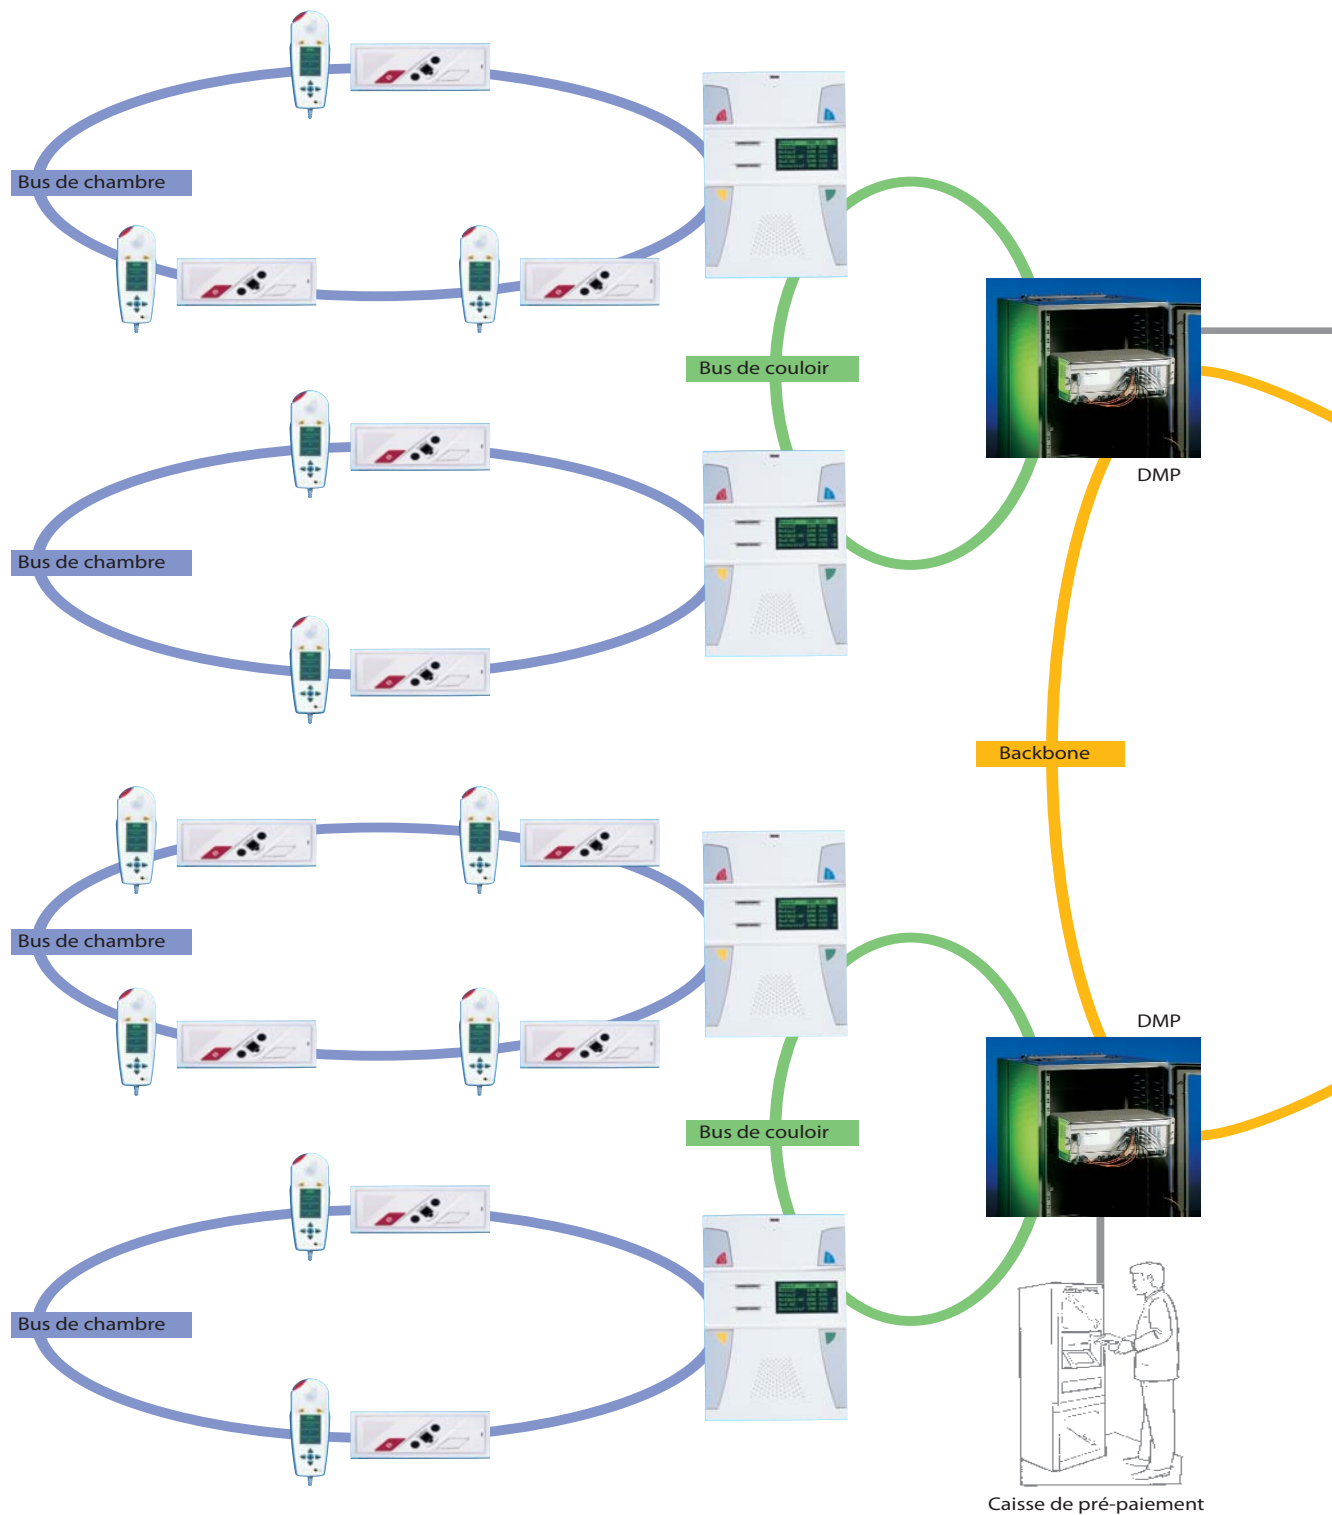 Bus de chambre
Bus de couloir
DMP
Bus de chambre
Backbone
Bus de chambre
DMP
Bus de couloir
Bus de chambre
Caisse de pré-paiement